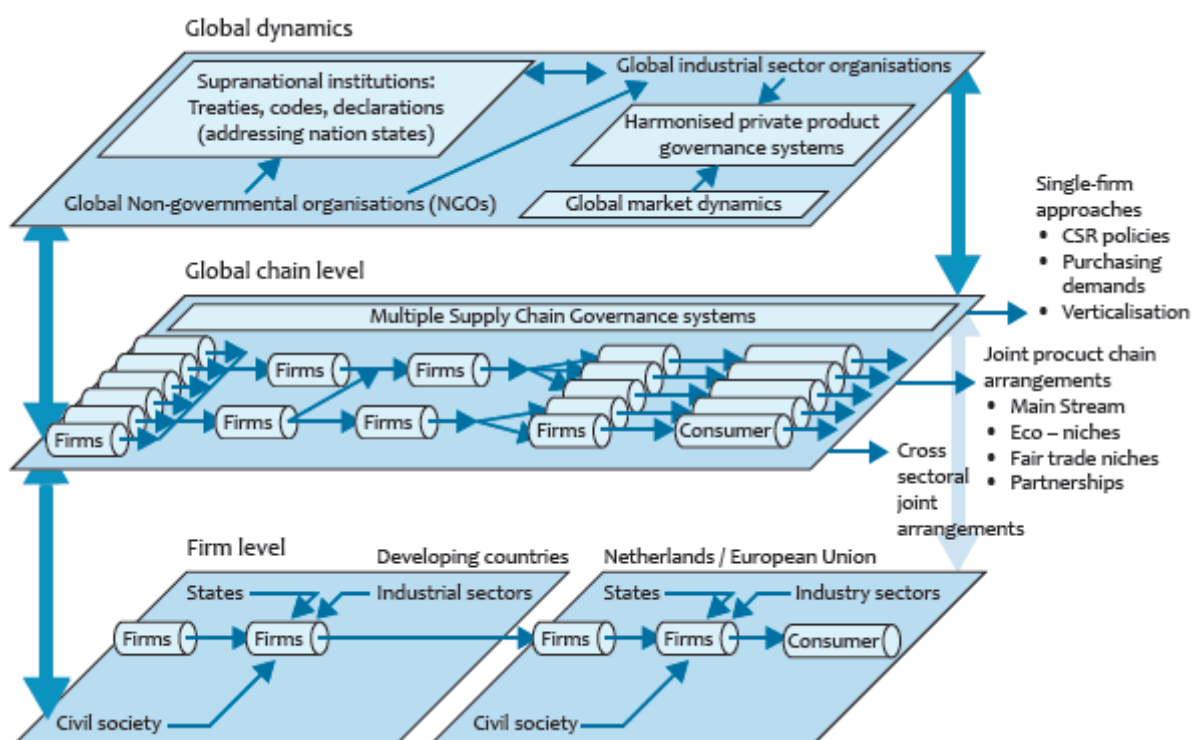 Global dynamics
Supranational institutions:
Treaties, codes, declarations
(addressing nation states)
Global industrial sector organisations
Harmonised private product
governance systems
Global Non-governmental organisations (NGOs)
Global market dynamics
Single-firm
approaches
• CSR policies
• Purchasing
demands
• Verticalisation
Global chain level
Multiple Supply Chain Governance systems
Firms
Firms
Firms
Firms
Firms
Firms
Consumer
Joint procuct chain
arrangements
• Main Stream
• Eco – niches
• Fair trade niches
• Partnerships
Cross
sectoral
joint
arrangements
Firm level
Developing countries
Netherlands / European Union
States
Industrial sectors
States
Industry sectors
Firms
Firms
Firms
Firms
Consumer
Civil society
Civil society